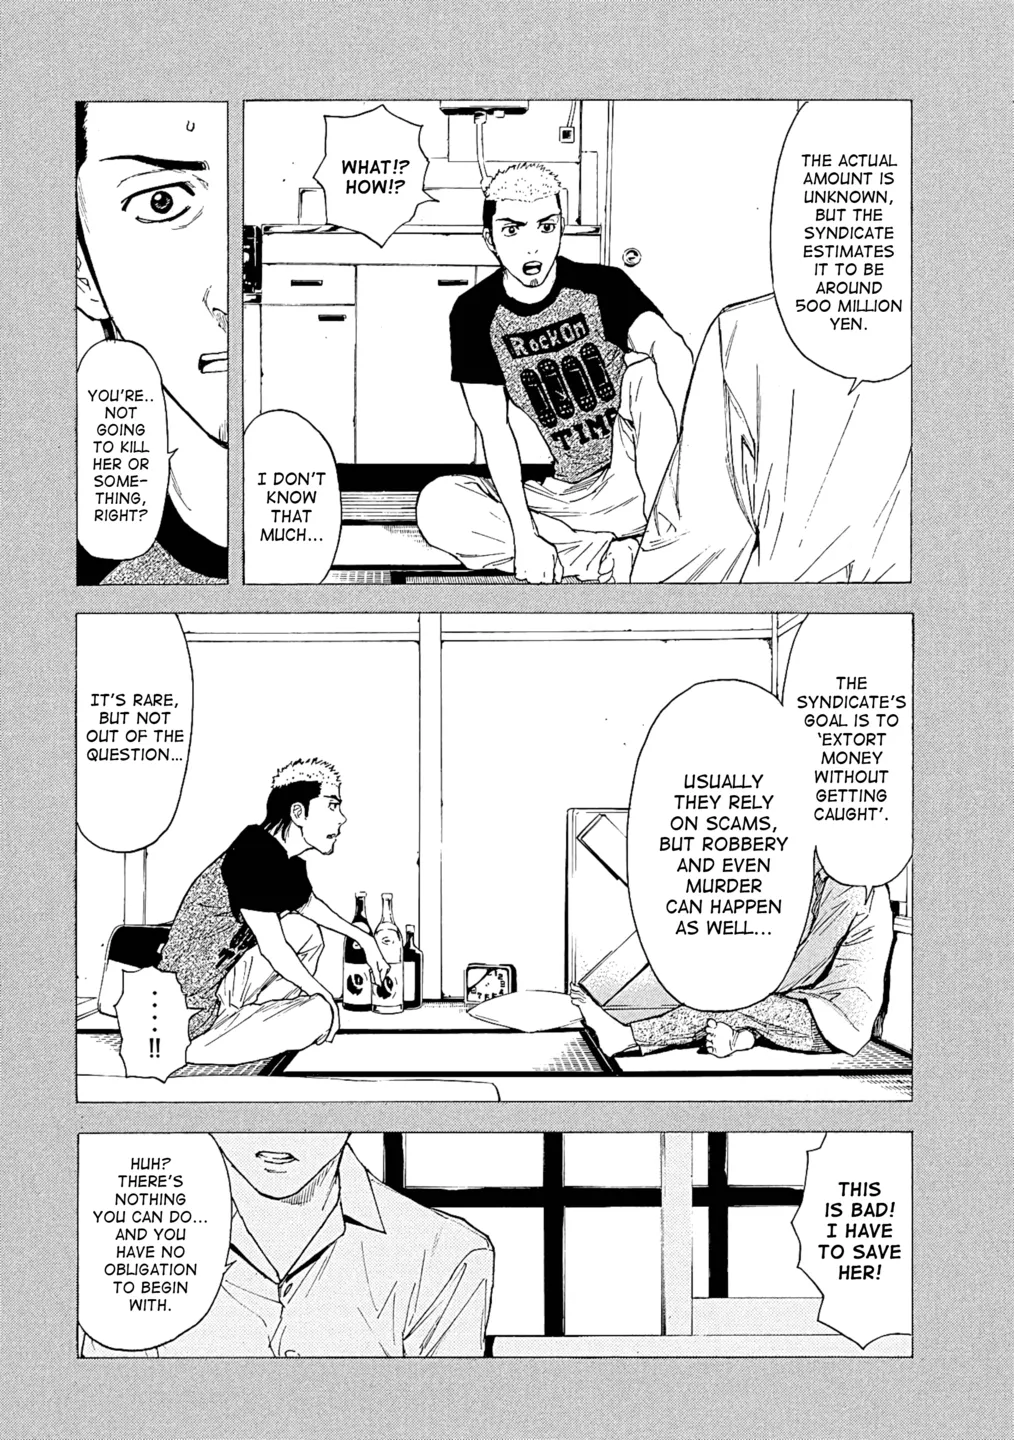 THE ACTUAL
AMOUNT IS
UNKNOWN,
BUT THE
SYNDICATE
ESTIMATES
IT TO BE
AROUND
500 MILLION
YEN.
WHAT!?
HOW!?
RockOn
TIME
I DON'T
KNOW
THAT
MUCH...
YOU'RE..
NOT
GOING
TO KILL
HER OR
SOME-
THING,
RIGHT?
THE
SYNDICATE'S
GOAL IS TO
'EXTORT
MONEY
WITHOUT
GETTING
CAUGHT'.
USUALLY
THEY RELY
ON SCAMS,
BUT ROBBERY
AND EVEN
MURDER
CAN HAPPEN
AS WELL...
IT'S RARE,
BUT NOT
OUT OF THE
QUESTION...
.....!!
THIS
IS BAD!
I HAVE
TO SAVE
HER!
HUH?
THERE'S
NOTHING
YOU CAN DO...
AND YOU
HAVE NO
OBLIGATION
TO BEGIN
WITH.